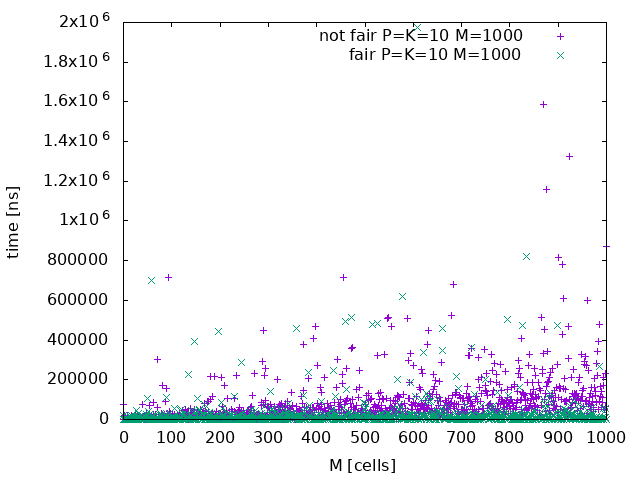 not fair P=K=10 M=1000
fair P=K=10 M=1000
2x10^6
1.8x10^6
1.6x10^6
1.4x10^6
1.2x10^6
1x10^6
800000
600000
400000
200000
0
time [ns]
0 100 200 300 400 500 600 700 800 900 1000
M [cells]